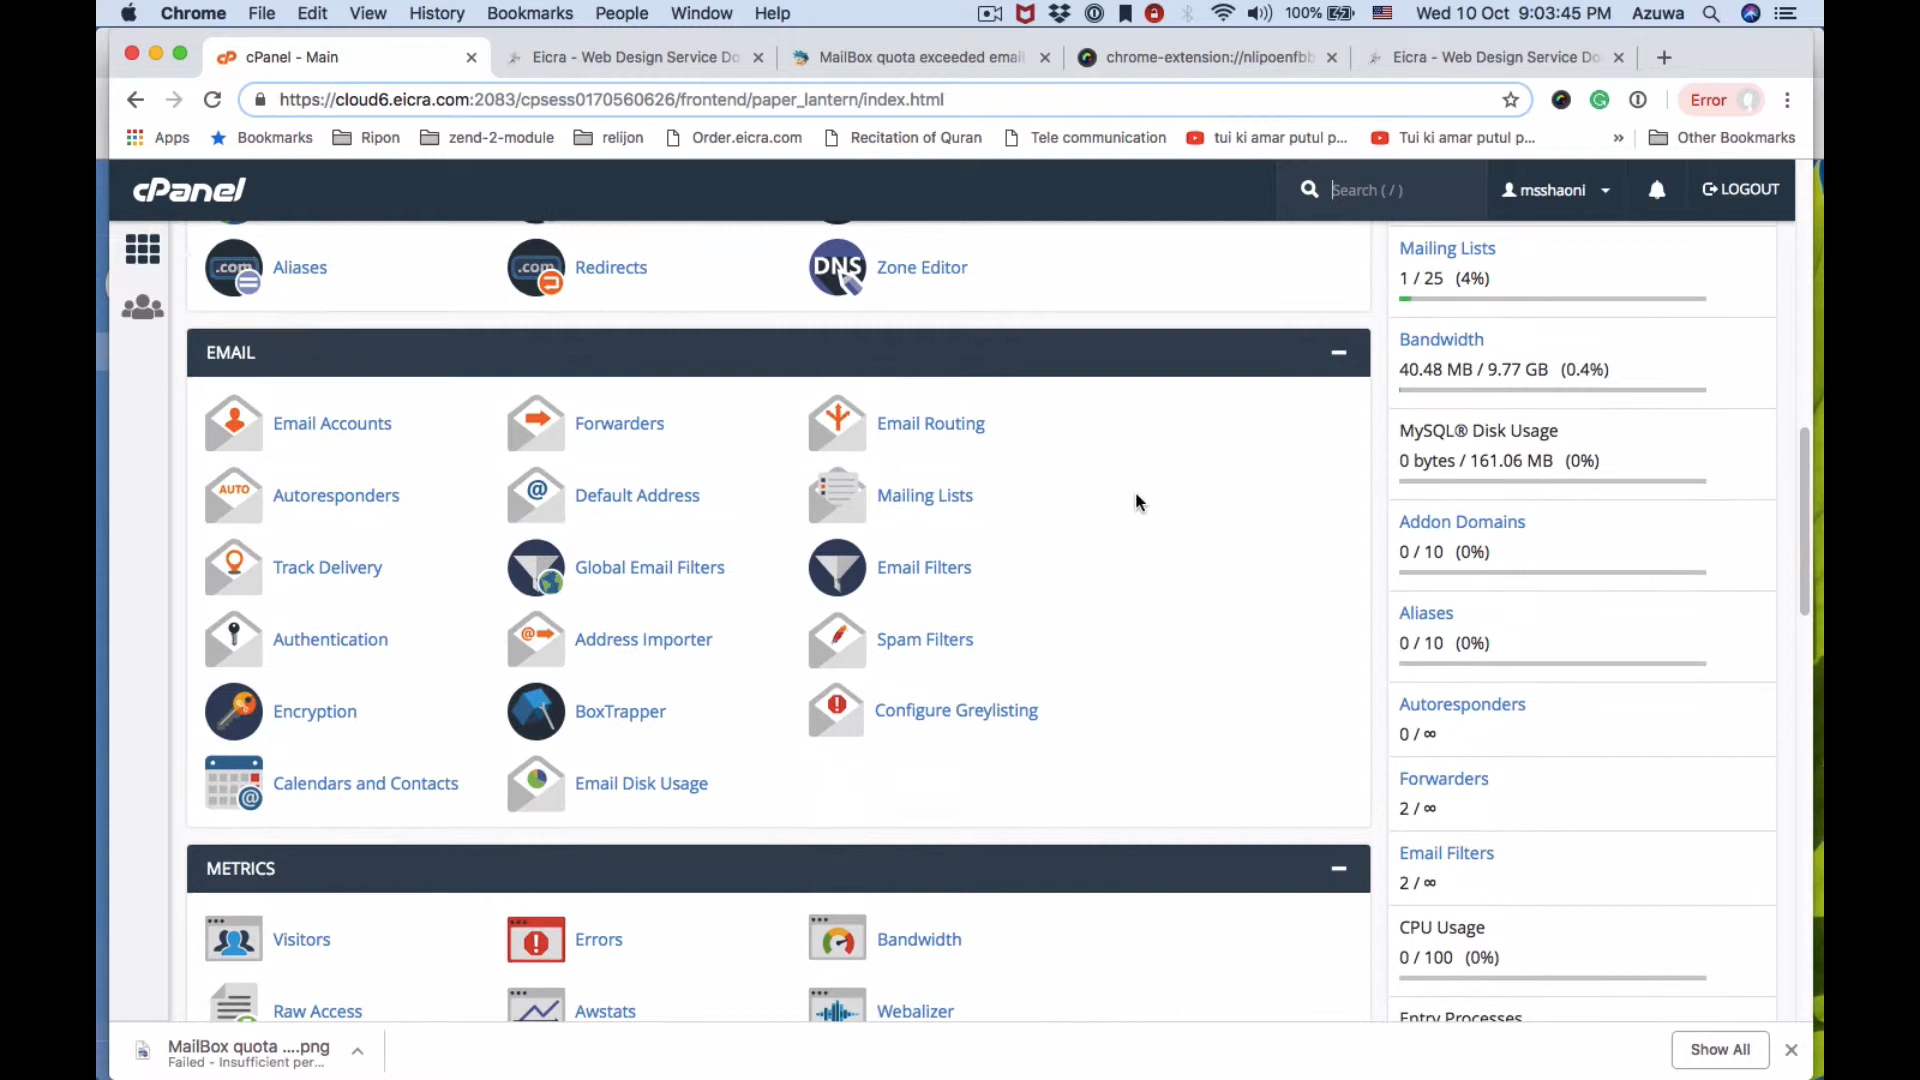 Chrome File Edit View History Bookmarks People Window Help 100% Wed 10 Oct 9:03:45 PM Azuwa
cPanel - Main
Eicra - Web Design Service Do
MailBox quota exceeded email
chrome-extension://nlipoenfbb
Eicra - Web Design Service Do
https://cloud6.eicra.com:2083/cpsess0170560626/frontend/paper_lantern/index.html
Error
Apps Bookmarks Ripon zend-2-module relijon Order.eicra.com Recitation of Quran Tele communication tui ki amar putul p... Tui ki amar putul p... » Other Bookmarks
cPanel
Search ( / )
msshaoni
LOGOUT
.com Aliases
.com Redirects
DNS Zone Editor
EMAIL
Email Accounts
Forwarders
Email Routing
AUTO Autoresponders
@ Default Address
Mailing Lists
Track Delivery
Global Email Filters
Email Filters
Authentication
@ Address Importer
Spam Filters
Encryption
BoxTrapper
Configure Greylisting
@ Calendars and Contacts
Email Disk Usage
METRICS
Visitors
Errors
Bandwidth
Raw Access
Awstats
Webalizer
Mailing Lists
1 / 25 (4%)
Bandwidth
40.48 MB / 9.77 GB (0.4%)
MySQL® Disk Usage
0 bytes / 161.06 MB (0%)
Addon Domains
0 / 10 (0%)
Aliases
0 / 10 (0%)
Autoresponders
0 / ∞
Forwarders
2 / ∞
Email Filters
2 / ∞
CPU Usage
0 / 100 (0%)
Entry Processes
MailBox quota ....png
Failed - Insufficient per...
Show All